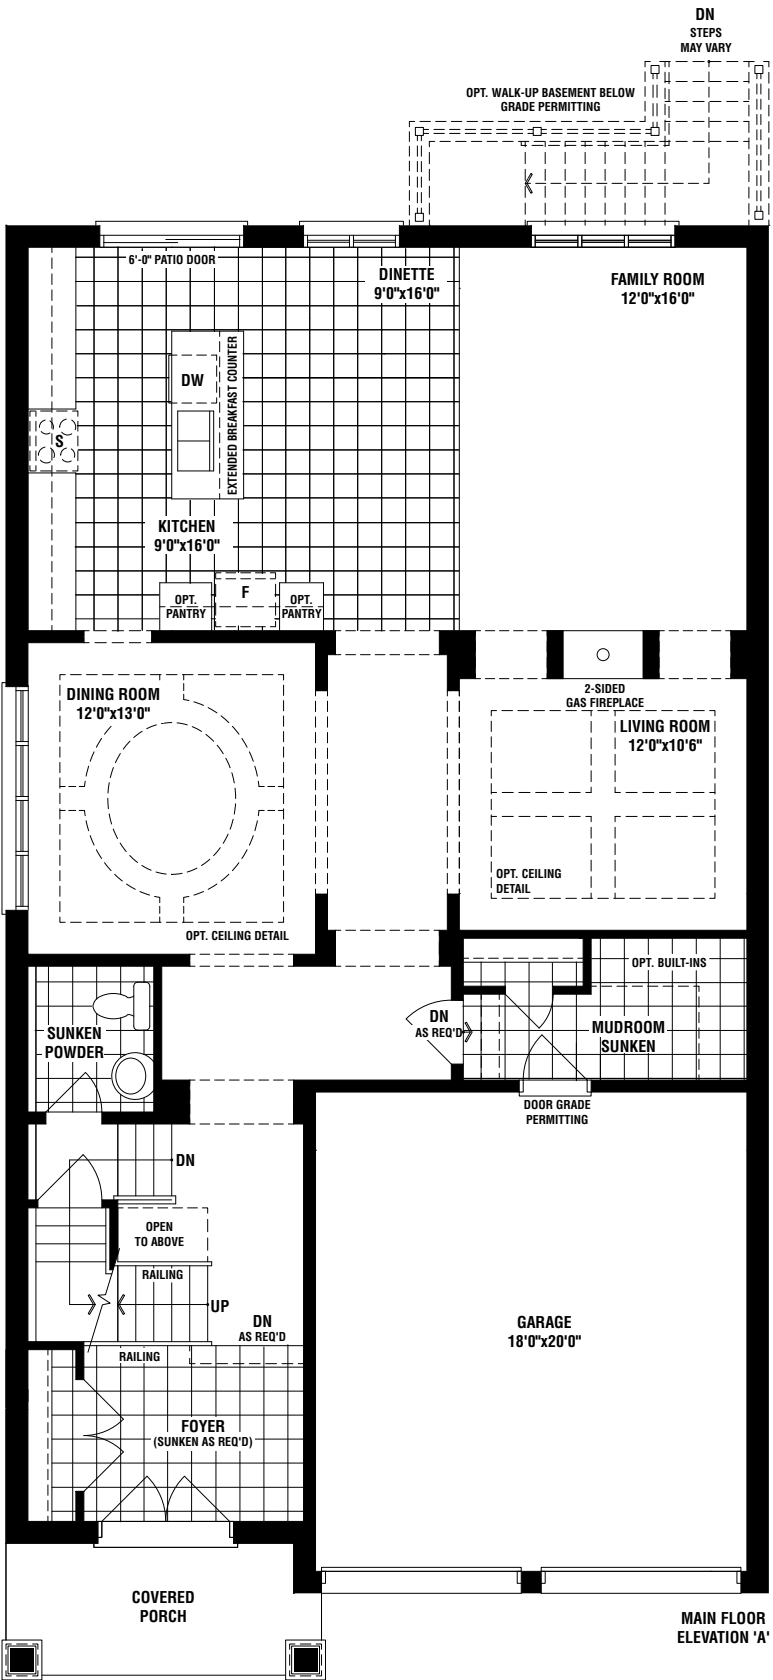 DN
STEPS
MAY VARY
OPT. WALK-UP BASEMENT BELOW
GRADE PERMITTING
6'-0" PATIO DOOR
DINETTE
9'0"x16'0"
FAMILY ROOM
12'0"x16'0"
DW
EXTENDED BREAKFAST COUNTER
S
KITCHEN
9'0"x16'0"
OPT.
PANTRY
F
OPT.
PANTRY
DINING ROOM
12'0"x13'0"
2-SIDED
GAS FIREPLACE
LIVING ROOM
12'0"x10'6"
OPT. CEILING
DETAIL
OPT. CEILING DETAIL
OPT. BUILT-INS
SUNKEN
POWDER
DN
AS REQ'D
MUDROOM
SUNKEN
DOOR GRADE
PERMITTING
DN
OPEN
TO ABOVE
RAILING
UP
DN
AS REQ'D
RAILING
GARAGE
18'0"x20'0"
FOYER
(SUNKEN AS REQ'D)
COVERED
PORCH
MAIN FLOOR
ELEVATION 'A'